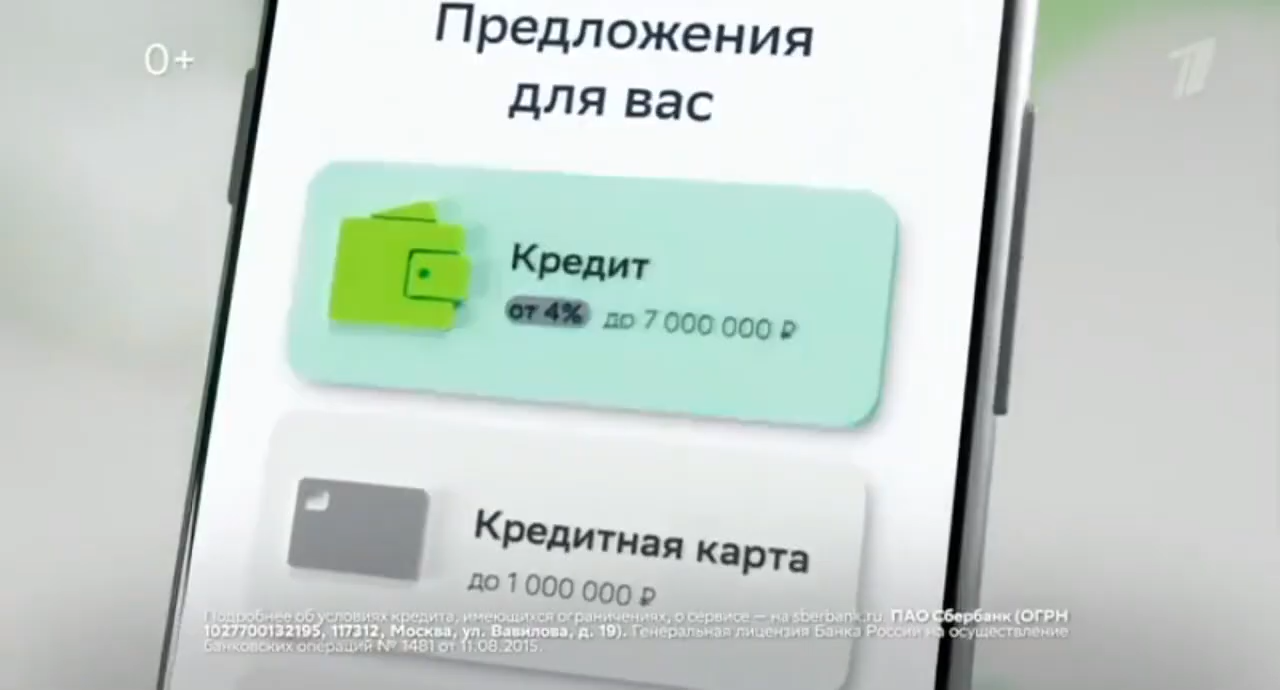 0+
Предложения
для вас
Кредит
от 4% до 7 000 000 ₽
Кредитная карта
до 1 000 000 ₽
Подробнее об условиях кредита, имеющихся ограничениях, о сервисе — на sberbank.ru. ПАО Сбербанк (ОГРН
1027700132195, 117312, Москва, ул. Вавилова, д. 19). Генеральная лицензия Банка России на осуществление
банковских операций № 1481 от 11.08.2015.